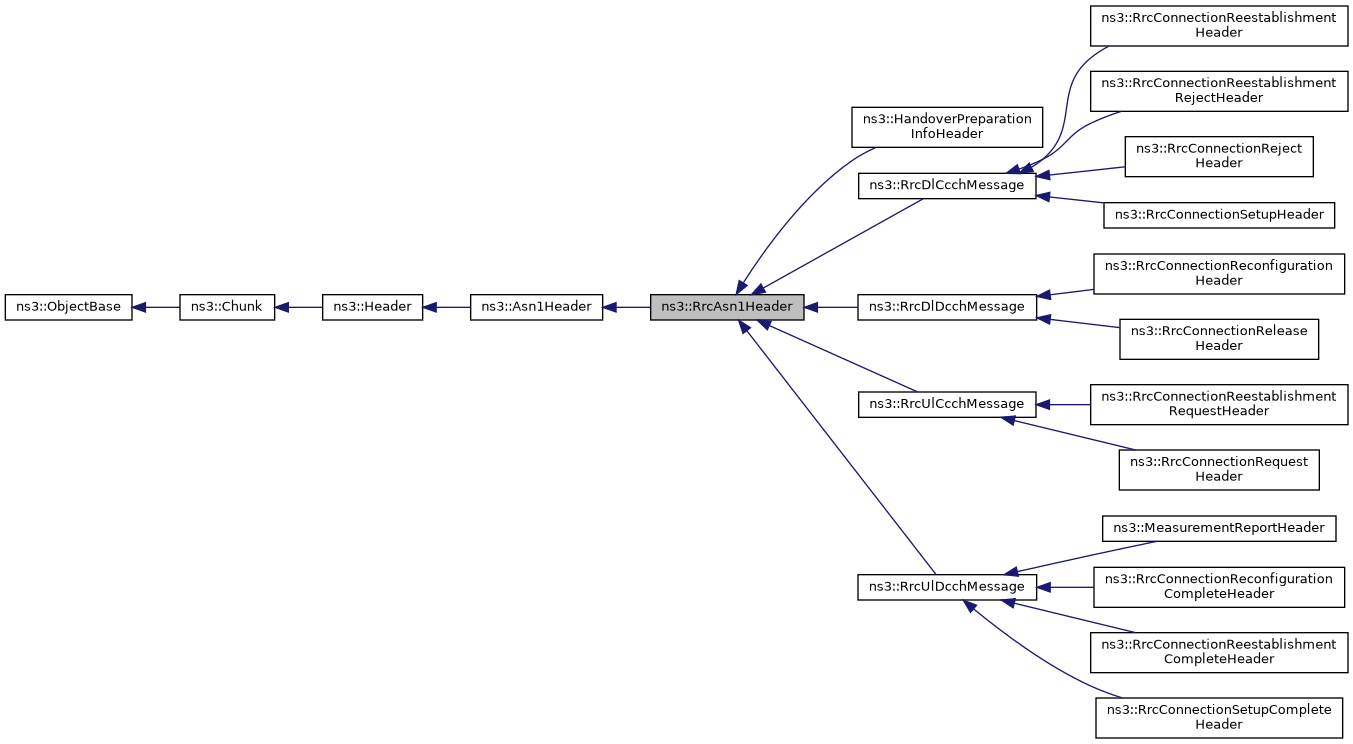 ns3::ObjectBase
ns3::Chunk
ns3::Header
ns3::Asn1Header
ns3::RrcAsn1Header
ns3::HandoverPreparation
InfoHeader
ns3::RrcDlCcchMessage
ns3::RrcDlDcchMessage
ns3::RrcUlCcchMessage
ns3::RrcUlDcchMessage
ns3::RrcConnectionReestablishment
Header
ns3::RrcConnectionReestablishment
RejectHeader
ns3::RrcConnectionReject
Header
ns3::RrcConnectionSetupHeader
ns3::RrcConnectionReconfiguration
Header
ns3::RrcConnectionRelease
Header
ns3::RrcConnectionReestablishment
RequestHeader
ns3::RrcConnectionRequest
Header
ns3::MeasurementReportHeader
ns3::RrcConnectionReconfiguration
CompleteHeader
ns3::RrcConnectionReestablishment
CompleteHeader
ns3::RrcConnectionSetupComplete
Header